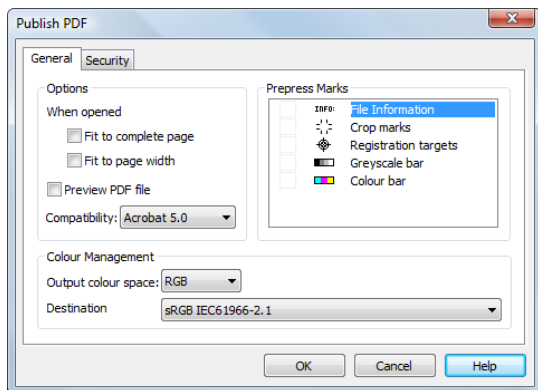 Publish PDF
General Security
Options
When opened
Fit to complete page
Fit to page width
Preview PDF file
Compatibility: Acrobat 5.0
Prepress Marks
INFO: File Information
Crop marks
Registration targets
Greyscale bar
Colour bar
Colour Management
Output colour space: RGB
Destination sRGB IEC61966-2.1
OK Cancel Help